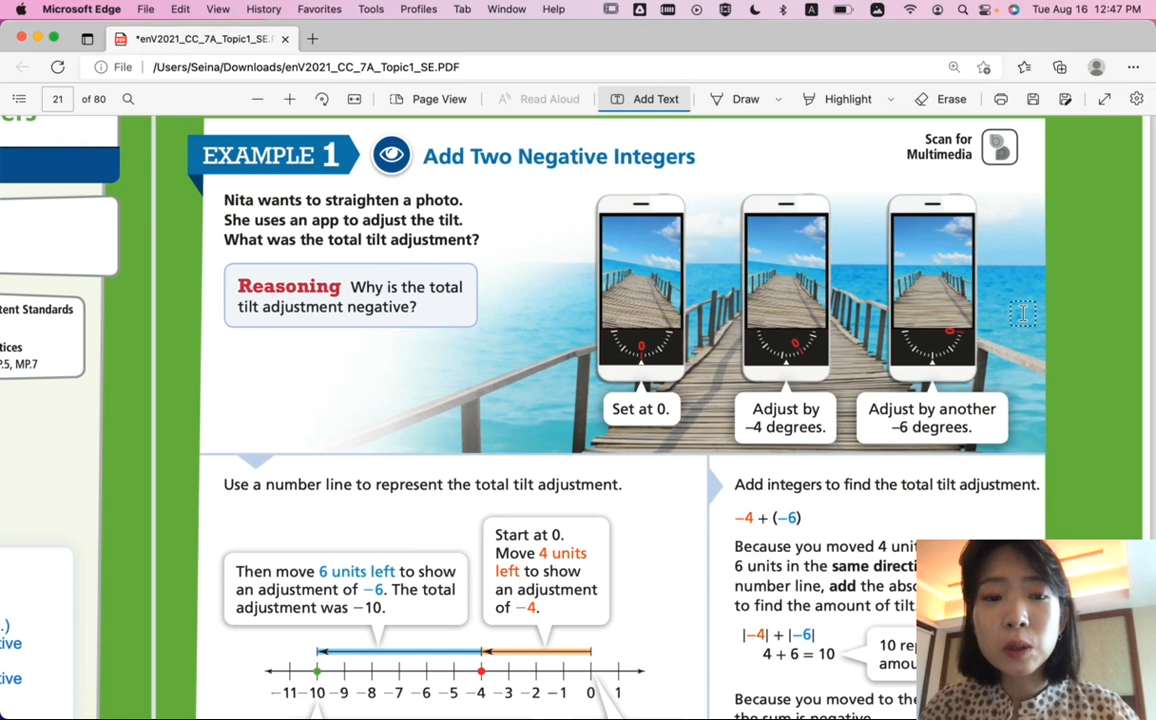 Microsoft Edge File Edit View History Favorites Tools Profiles Tab Window Help A Tue Aug 16 12:47 PM
*enV2021_CC_7A_Topic1_SE.
File /Users/Seina/Downloads/enV2021_CC_7A_Topic1_SE.PDF
21 of 80 Page View Read Aloud Add Text Draw Highlight Erase
ers
EXAMPLE 1 Add Two Negative Integers
Scan for
Multimedia
Nita wants to straighten a photo.
She uses an app to adjust the tilt.
What was the total tilt adjustment?
Reasoning Why is the total
tilt adjustment negative?
0
0
0
Set at 0.
Adjust by
–4 degrees.
Adjust by another
–6 degrees.
tent Standards
tices
P.5, MP.7
.)
tive
tive
Use a number line to represent the total tilt adjustment.
Start at 0.
Move 4 units
left to show
an adjustment
of −4.
Then move 6 units left to show
an adjustment of −6. The total
adjustment was −10.
−11 −10 −9 −8 −7 −6 −5 −4 −3 −2 −1 0 1
Add integers to find the total tilt adjustment.
−4 + (−6)
Because you moved 4 unit
6 units in the same directi
number line, add the abso
to find the amount of tilt
|−4| + |−6|
4 + 6 = 10
10 re
amou
Because you moved to the
the sum is negative